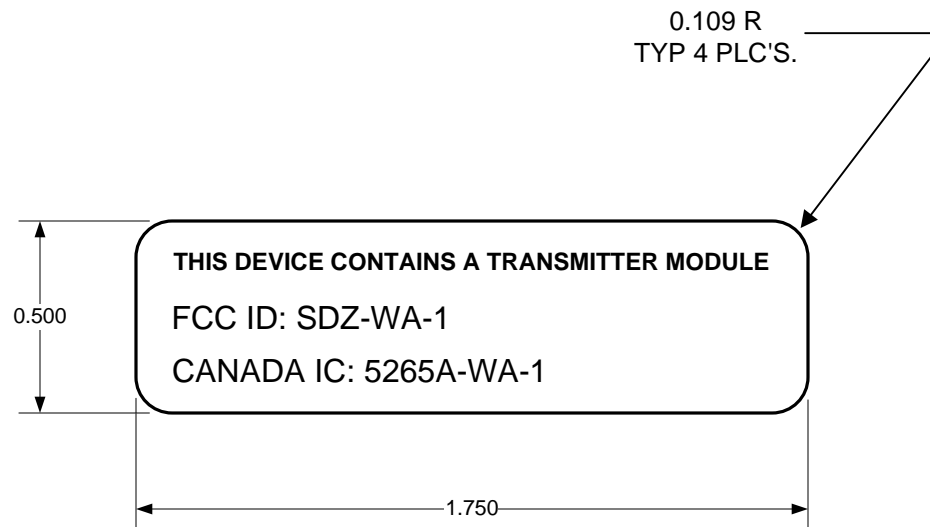 0.109 R
TYP 4 PLC'S.
THIS DEVICE CONTAINS A TRANSMITTER MODULE
0.500
FCC ID: SDZ-WA-1
CANADA IC: 5265A-WA-1
1.750